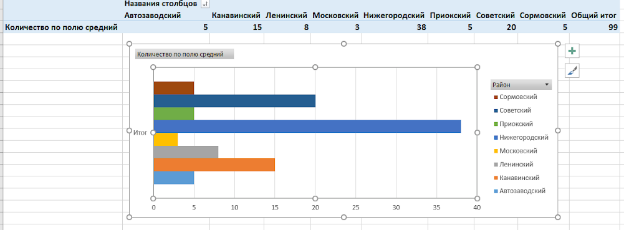 Названия столбцов
Автозаводский Канавинский Ленинский Московский Нижегородский Приокский Советский Сормовский Общий итог
Количество по полю средний 5 15 8 3 38 5 20 5 99
Количество по полю средний
Район
Сормовский
Советский
Приокский
Нижегородский
Московский
Ленинский
Канавинский
Автозаводский
Итог
0 5 10 15 20 25 30 35 40